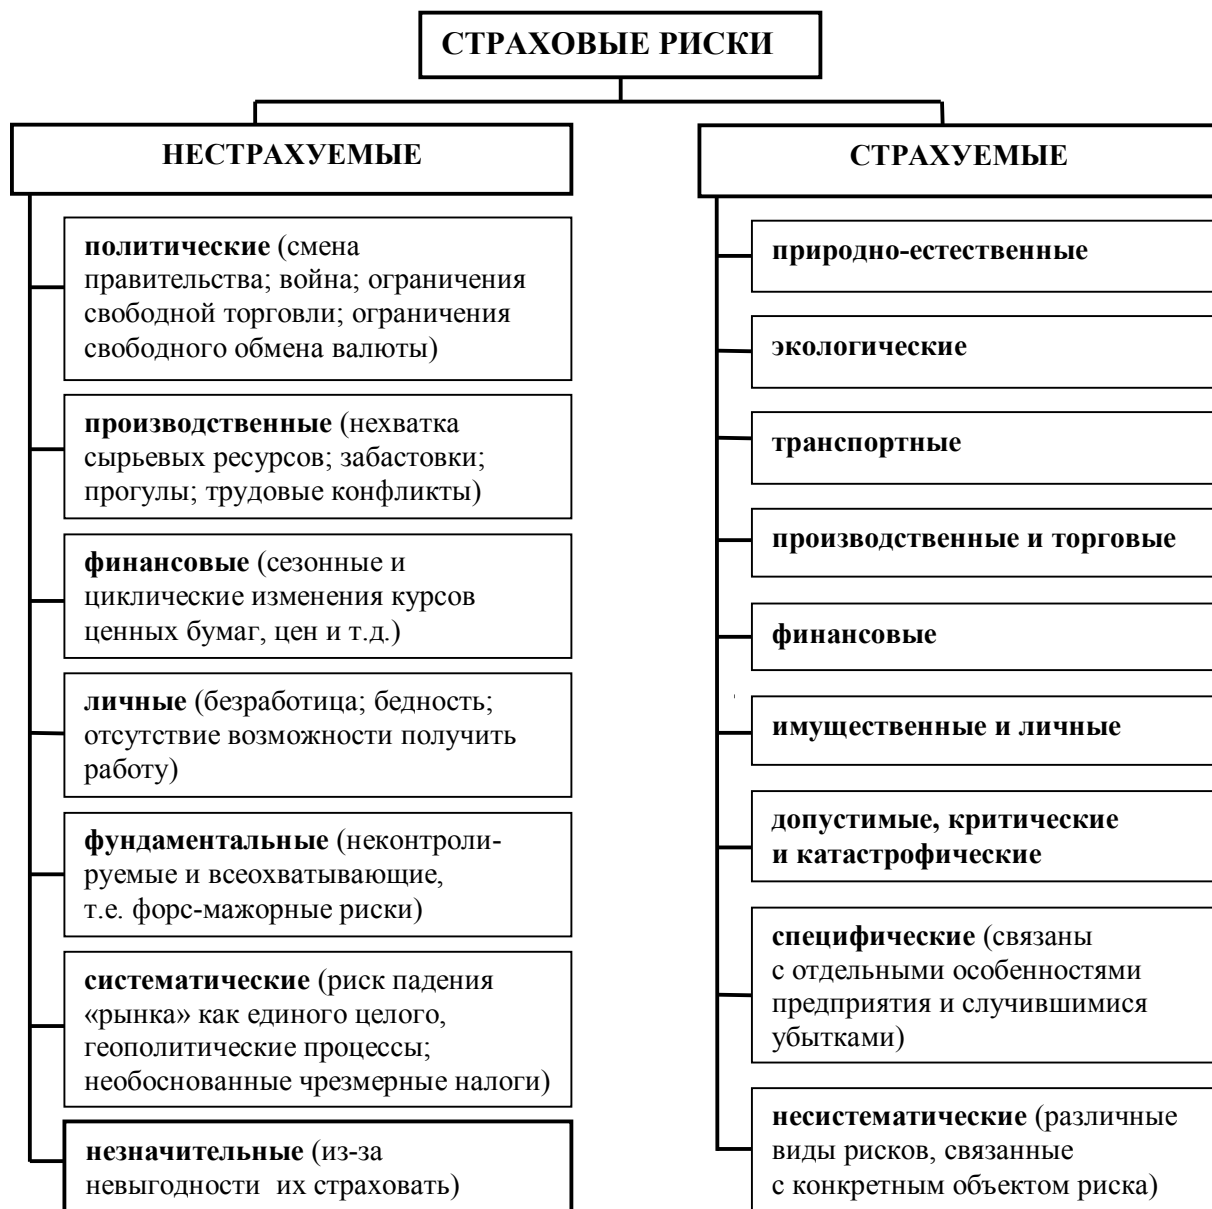 СТРАХОВЫЕ РИСКИ
НЕСТРАХУЕМЫЕ
политические (смена
правительства; война; ограничения
свободной торговли; ограничения
свободного обмена валюты)
производственные (нехватка
сырьевых ресурсов; забастовки;
прогулы; трудовые конфликты)
финансовые (сезонные и
циклические изменения курсов
ценных бумаг, цен и т.д.)
личные (безработица; бедность;
отсутствие возможности получить
работу)
фундаментальные (неконтроли-
руемые и всеохватывающие,
т.е. форс-мажорные риски)
систематические (риск падения
«рынка» как единого целого,
геополитические процессы;
необоснованные чрезмерные налоги)
незначительные (из-за
невыгодности их страховать)
СТРАХУЕМЫЕ
природно-естественные
экологические
транспортные
производственные и торговые
финансовые
имущественные и личные
допустимые, критические
и катастрофические
специфические (связаны
с отдельными особенностями
предприятия и случившимися
убытками)
несистематические (различные
виды рисков, связанные
с конкретным объектом риска)